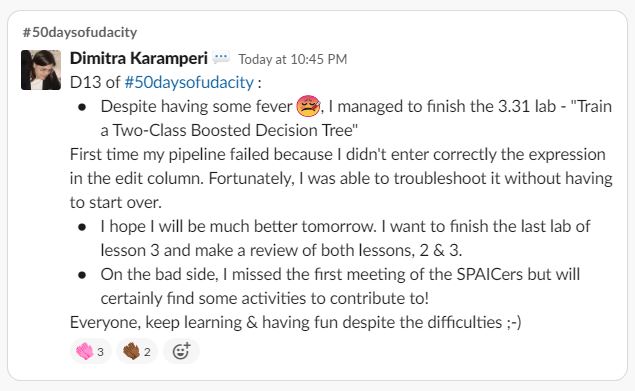 #50daysofudacity
Dimitra Karamperi Today at 10:45 PM
D13 of #50daysofudacity :
• Despite having some fever , I managed to finish the 3.31 lab - "Train
a Two-Class Boosted Decision Tree"
First time my pipeline failed because I didn't enter correctly the expression
in the edit column. Fortunately, I was able to troubleshoot it without having
to start over.
• I hope I will be much better tomorrow. I want to finish the last lab of
lesson 3 and make a review of both lessons, 2 & 3.
• On the bad side, I missed the first meeting of the SPAICers but will
certainly find some activities to contribute to!
Everyone, keep learning & having fun despite the difficulties ;-)
3 2